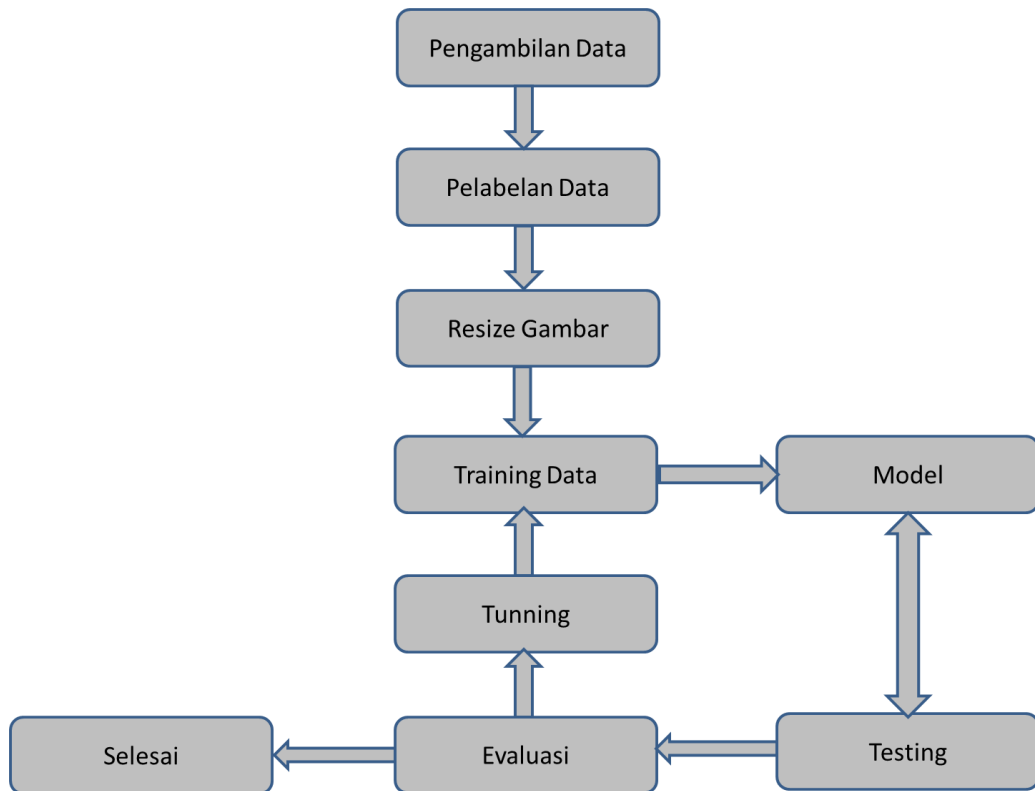 Pengambilan Data
Pelabelan Data
Resize Gambar
Training Data
Model
Tunning
Selesai
Evaluasi
Testing